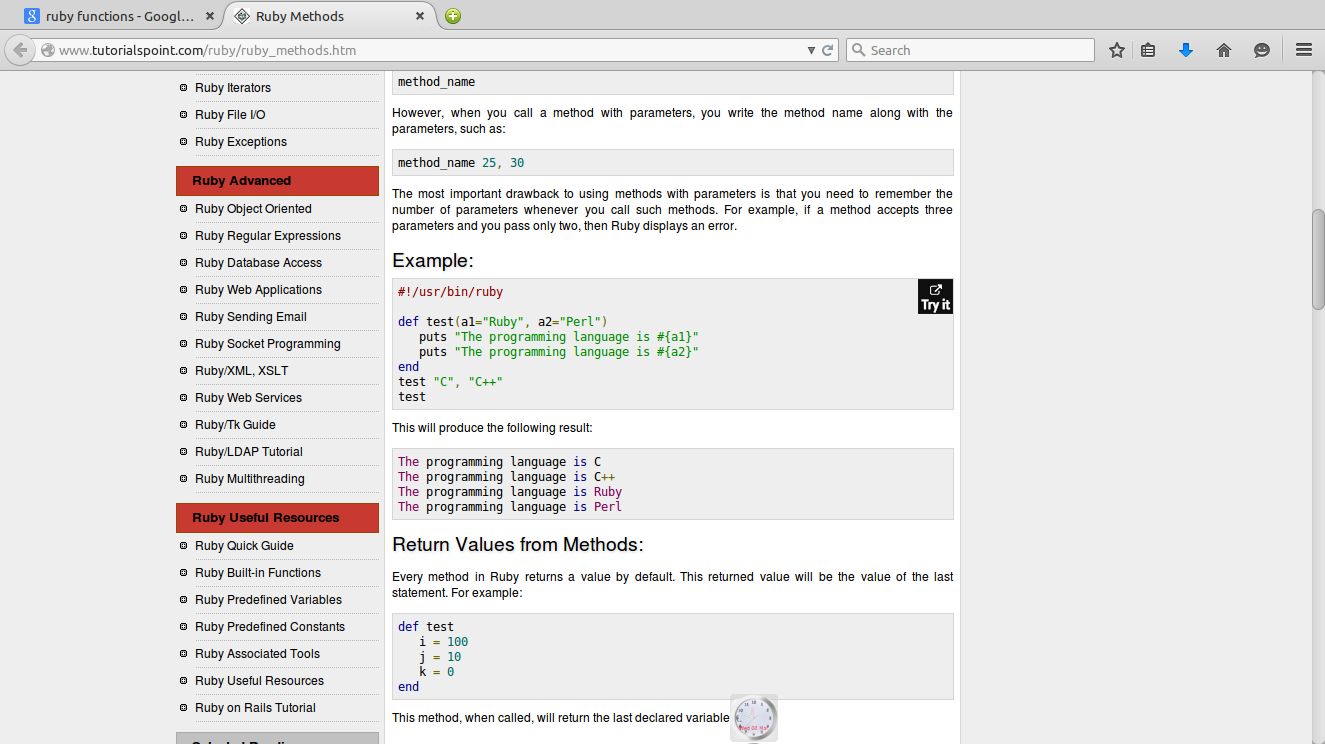 ruby functions - Googl...
Ruby Methods
www.tutorialspoint.com/ruby/ruby_methods.htm
Search
Ruby Iterators
Ruby File I/O
Ruby Exceptions
Ruby Advanced
Ruby Object Oriented
Ruby Regular Expressions
Ruby Database Access
Ruby Web Applications
Ruby Sending Email
Ruby Socket Programming
Ruby/XML, XSLT
Ruby Web Services
Ruby/Tk Guide
Ruby/LDAP Tutorial
Ruby Multithreading
Ruby Useful Resources
Ruby Quick Guide
Ruby Built-in Functions
Ruby Predefined Variables
Ruby Predefined Constants
Ruby Associated Tools
Ruby Useful Resources
Ruby on Rails Tutorial
method_name
However, when you call a method with parameters, you write the method name along with the
parameters, such as:
method_name 25, 30
The most important drawback to using methods with parameters is that you need to remember the
number of parameters whenever you call such methods. For example, if a method accepts three
parameters and you pass only two, then Ruby displays an error.
Example:
#!/usr/bin/ruby
Try it
def test(a1="Ruby", a2="Perl")
puts "The programming language is #{a1}"
puts "The programming language is #{a2}"
end
test "C", "C++"
test
This will produce the following result:
The programming language is C
The programming language is C++
The programming language is Ruby
The programming language is Perl
Return Values from Methods:
Every method in Ruby returns a value by default. This returned value will be the value of the last
statement. For example:
def test
i = 100
j = 10
k = 0
end
This method, when called, will return the last declared variable